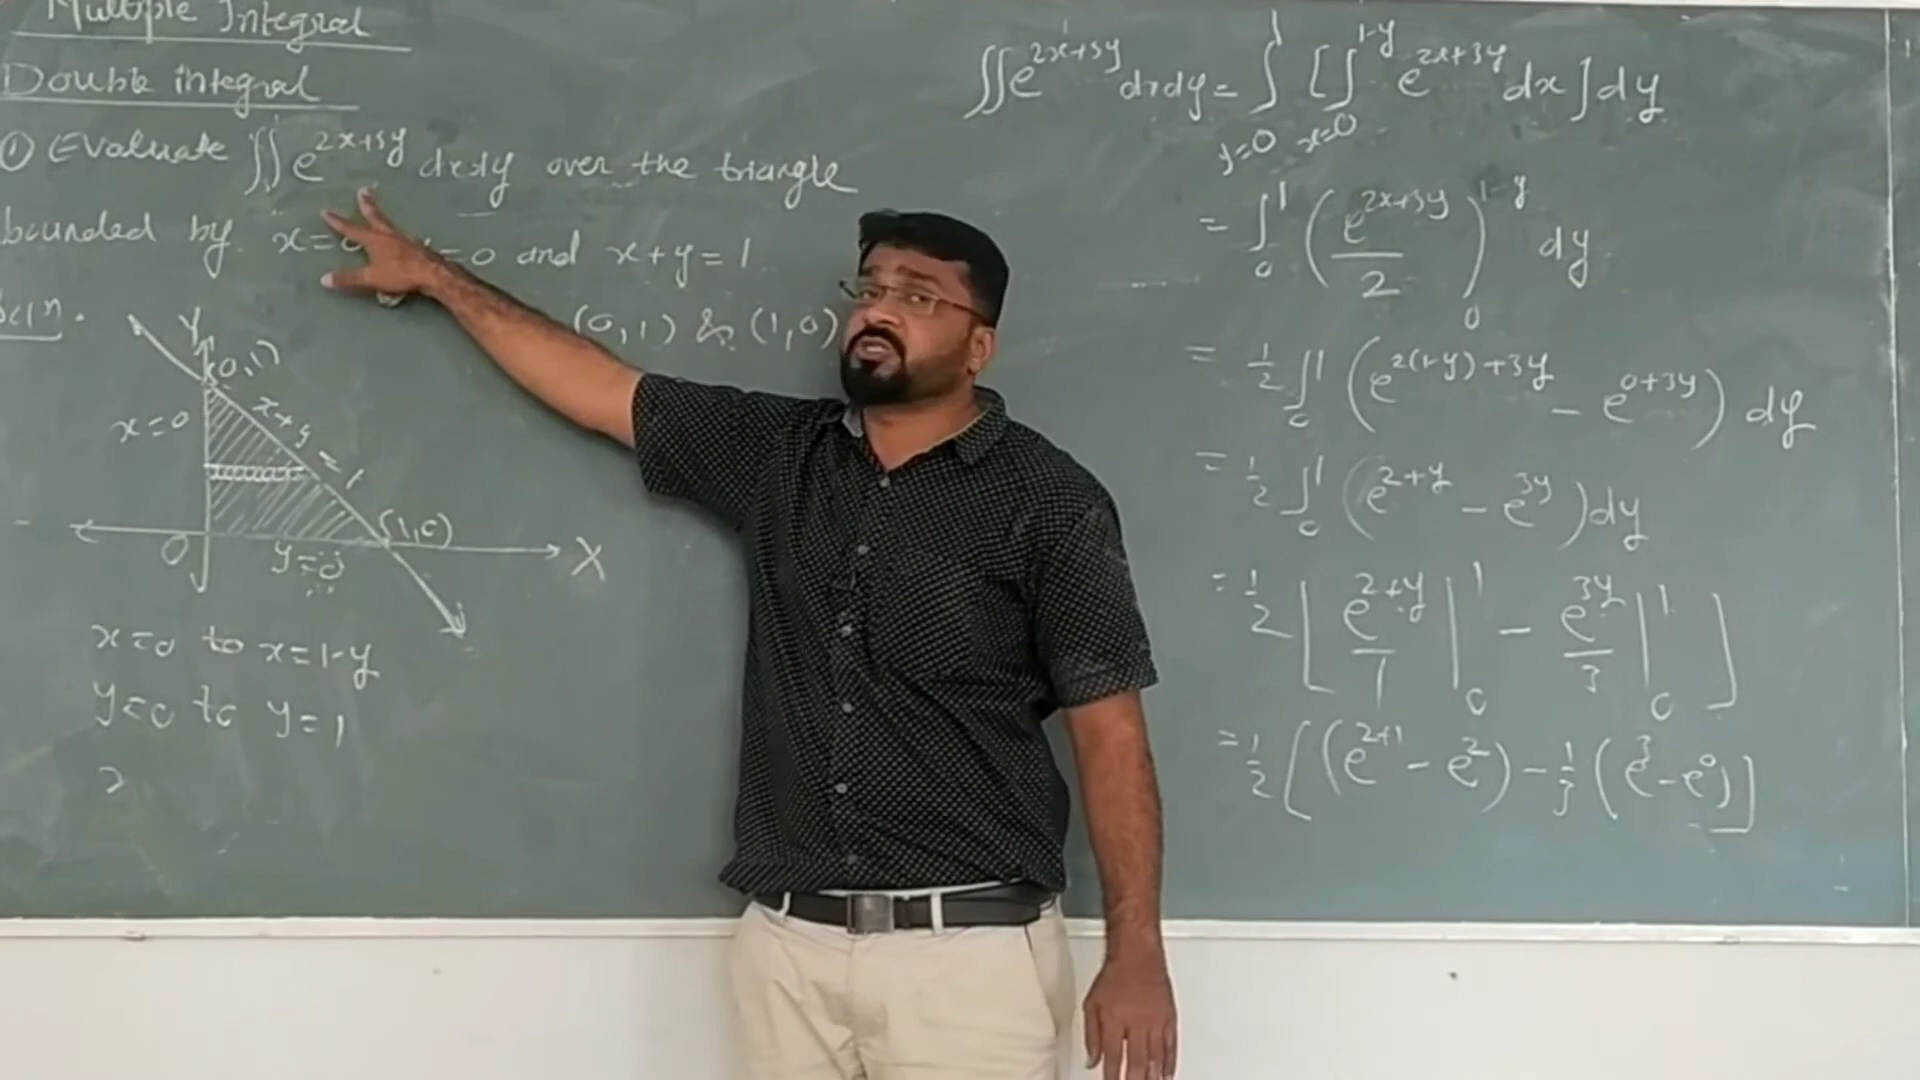 Multiple Integral
Double integral
① Evaluate ∬ e^{2x+3y} dxdy over the triangle
bounded by x=0 =0 and x+y=1.
Soln.
(0,1) & (1,0)
Y
(0,1)
x=0
x+y=1
(1,0)
O
y=0
X
x=0 to x=1-y
y=0 to y=1
∬ e^{2x+3y} dxdy = ∫_{y=0}^{1} [∫_{x=0}^{1-y} e^{2x+3y} dx] dy
= ∫_0^1 (e^{2x+3y}/2)_0^{1-y} dy
= 1/2 ∫_0^1 (e^{2(1-y)+3y} - e^{0+3y}) dy
= 1/2 ∫_0^1 (e^{2+y} - e^{3y}) dy
= 1/2 [e^{2+y}/1 |_0^1 - e^{3y}/3 |_0^1]
= 1/2 [(e^{2+1} - e^2) - 1/3 (e^3 - e^0)]